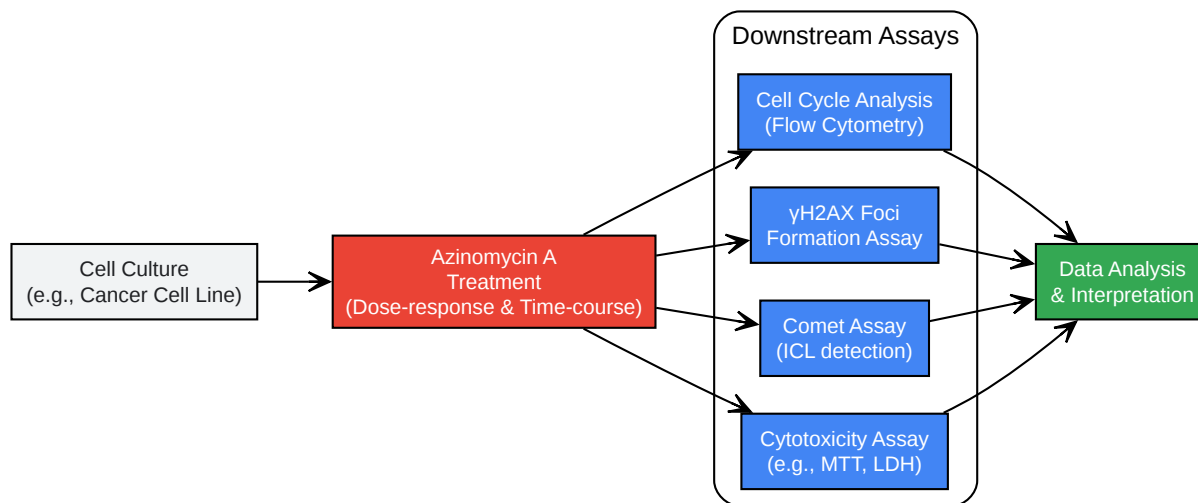 Downstream Assays
Cell Cycle Analysis
(Flow Cytometry)
γH2AX Foci
Formation Assay
Cell Culture
(e.g., Cancer Cell Line)
Azinomycin A
Treatment
(Dose-response & Time-course)
Data Analysis
& Interpretation
Comet Assay
(ICL detection)
Cytotoxicity Assay
(e.g., MTT, LDH)